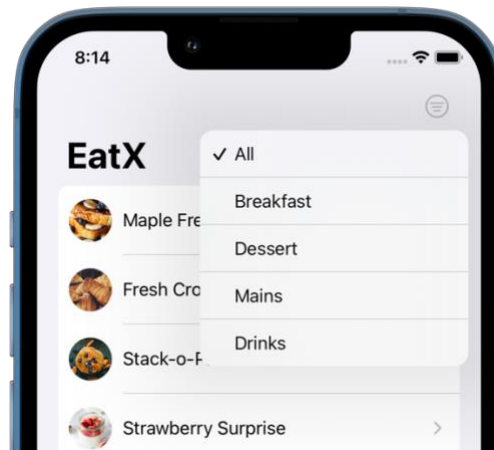 8:14
EatX
✓ All
Breakfast
Dessert
Mains
Drinks
Maple Fre
Fresh Cro
Stack-o-
Strawberry Surprise